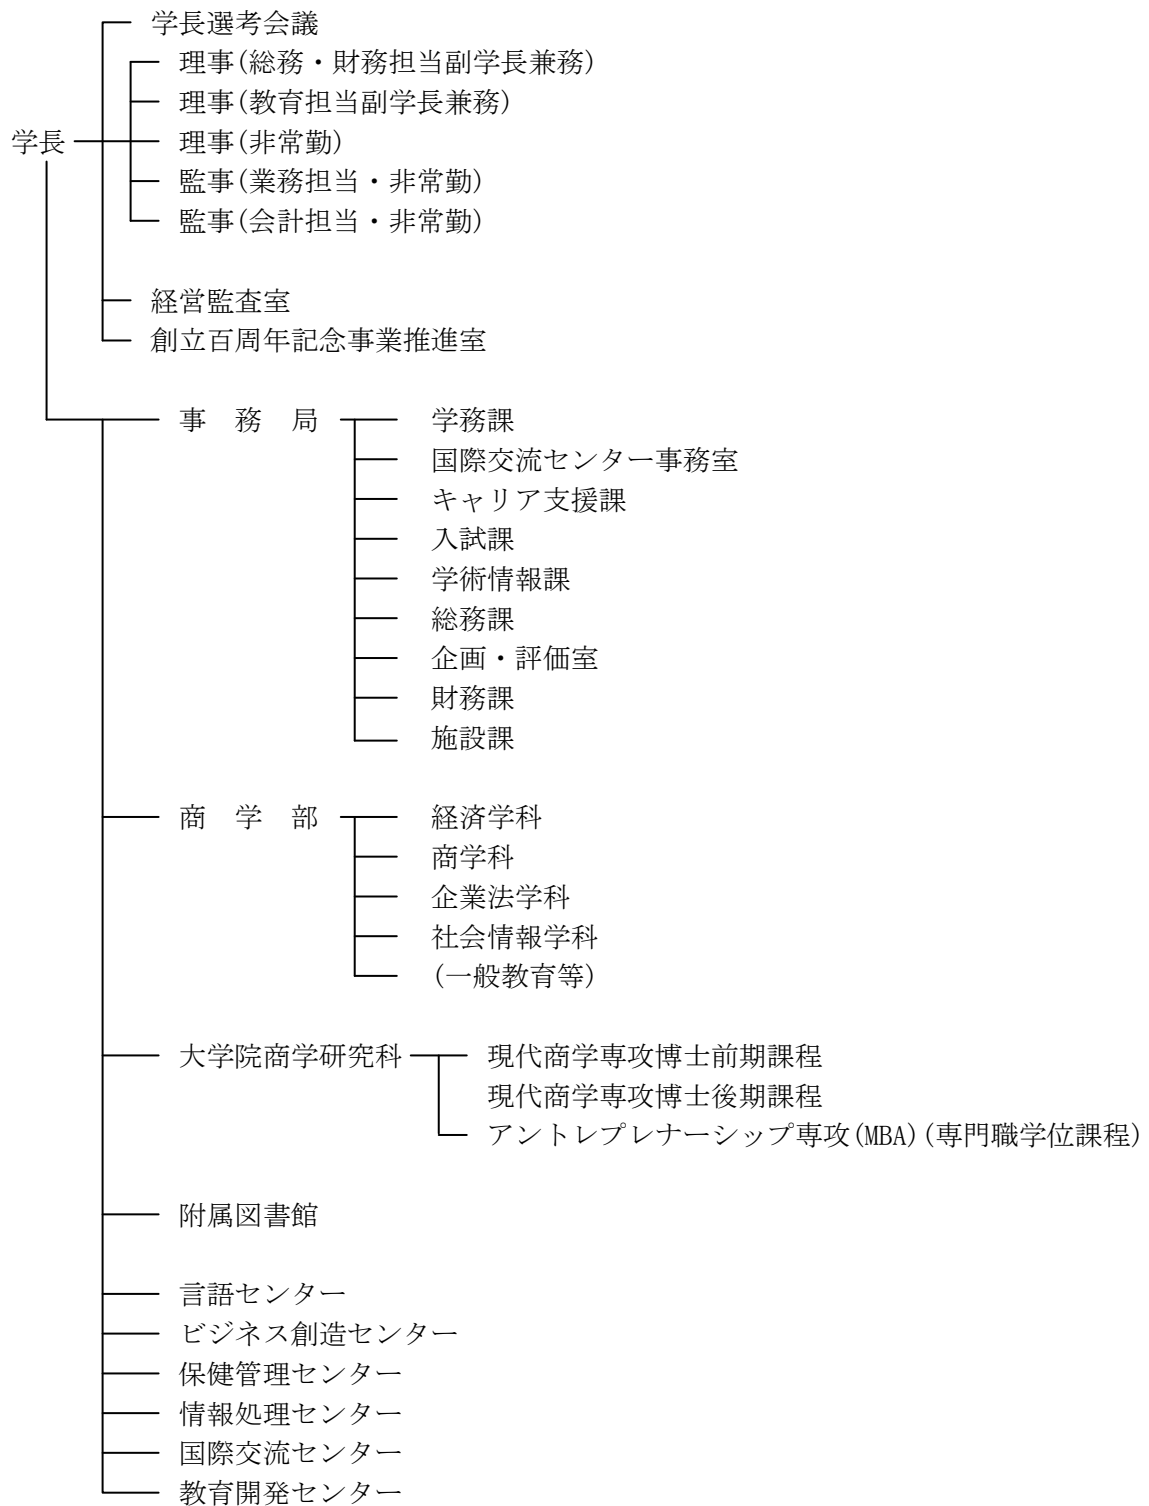 学長選考会議
理事(総務・財務担当副学長兼務)
理事(教育担当副学長兼務)
学長 理事(非常勤)
監事(業務担当・非常勤)
監事(会計担当・非常勤)
経営監査室
創立百周年記念事業推進室
事 務 局 学務課
国際交流センター事務室
キャリア支援課
入試課
学術情報課
総務課
企画・評価室
財務課
施設課
商 学 部 経済学科
商学科
企業法学科
社会情報学科
(一般教育等)
大学院商学研究科 現代商学専攻博士前期課程
現代商学専攻博士後期課程
アントレプレナーシップ専攻(MBA)(専門職学位課程)
附属図書館
言語センター
ビジネス創造センター
保健管理センター
情報処理センター
国際交流センター
教育開発センター